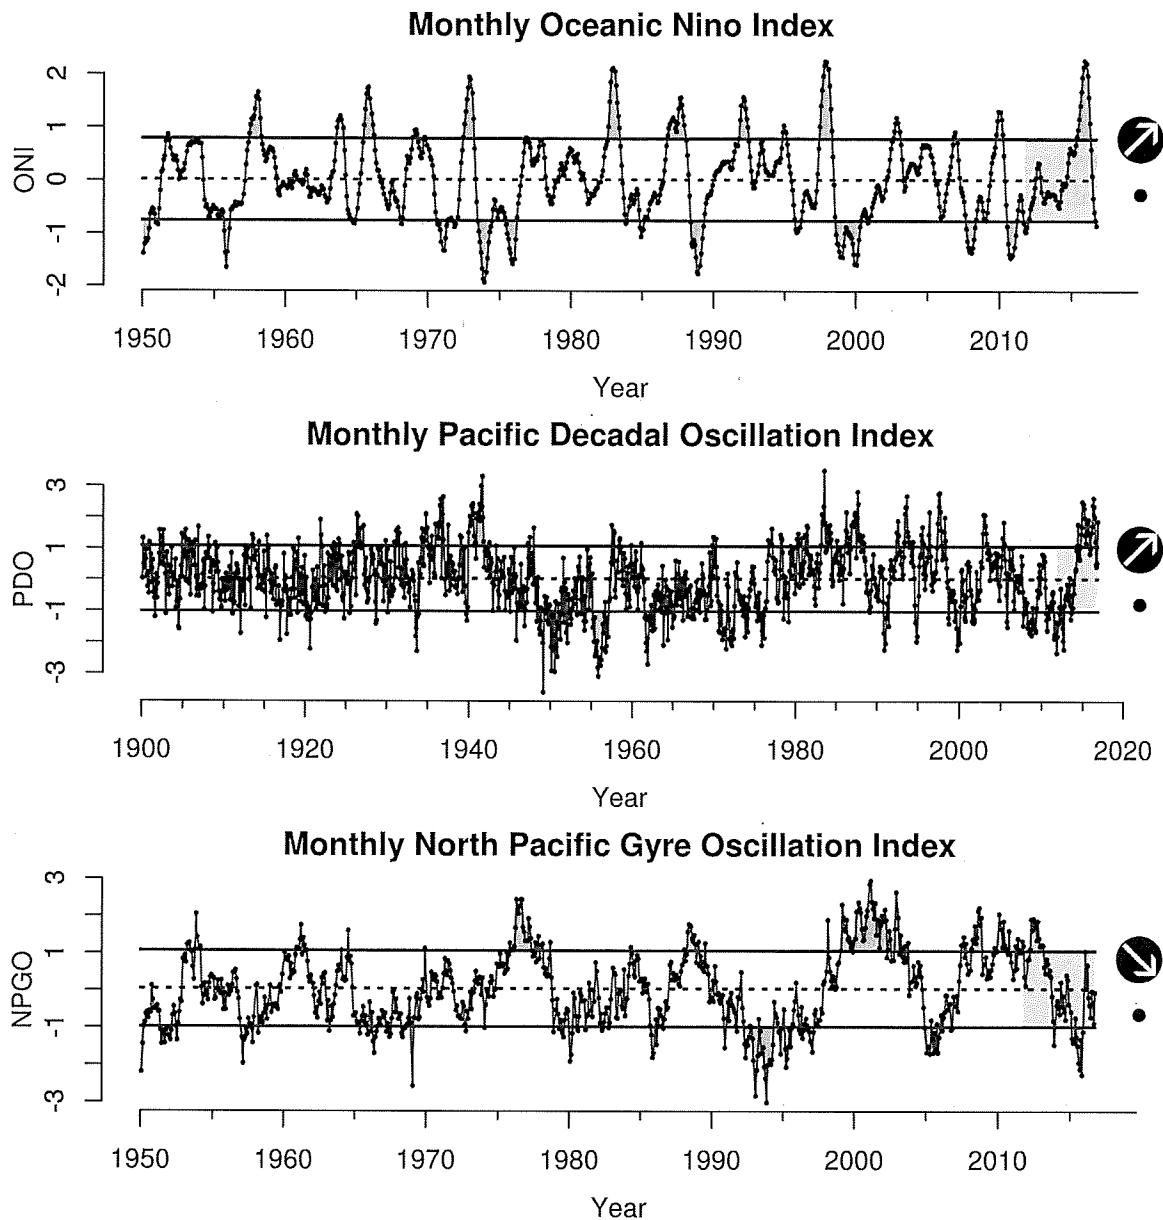 Monthly Oceanic Nino Index
ONI
2
1
0
-1
-2
1950 1960 1970 1980 1990 2000 2010
Year
Monthly Pacific Decadal Oscillation Index
PDO
3
1
-1
-3
1900 1920 1940 1960 1980 2000 2020
Year
Monthly North Pacific Gyre Oscillation Index
NPGO
3
1
-1
-3
1950 1960 1970 1980 1990 2000 2010
Year